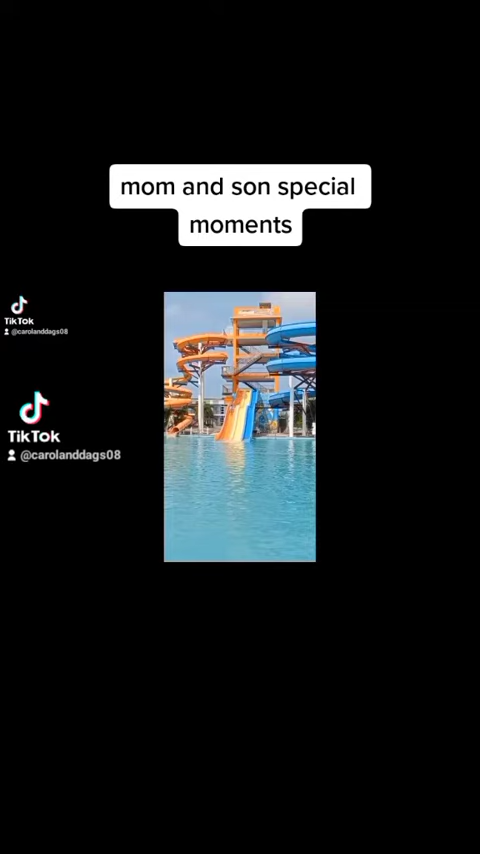 mom and son special
moments
TikTok
@carolanddags08
TikTok
@carolanddags08